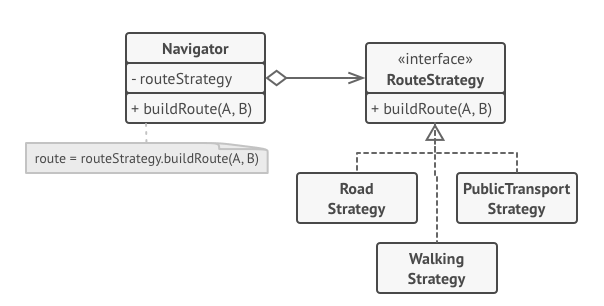 Navigator
- routeStrategy
+ buildRoute(A, B)
route = routeStrategy.buildRoute(A, B)
«interface»
RouteStrategy
+ buildRoute(A, B)
Road
Strategy
PublicTransport
Strategy
Walking
Strategy